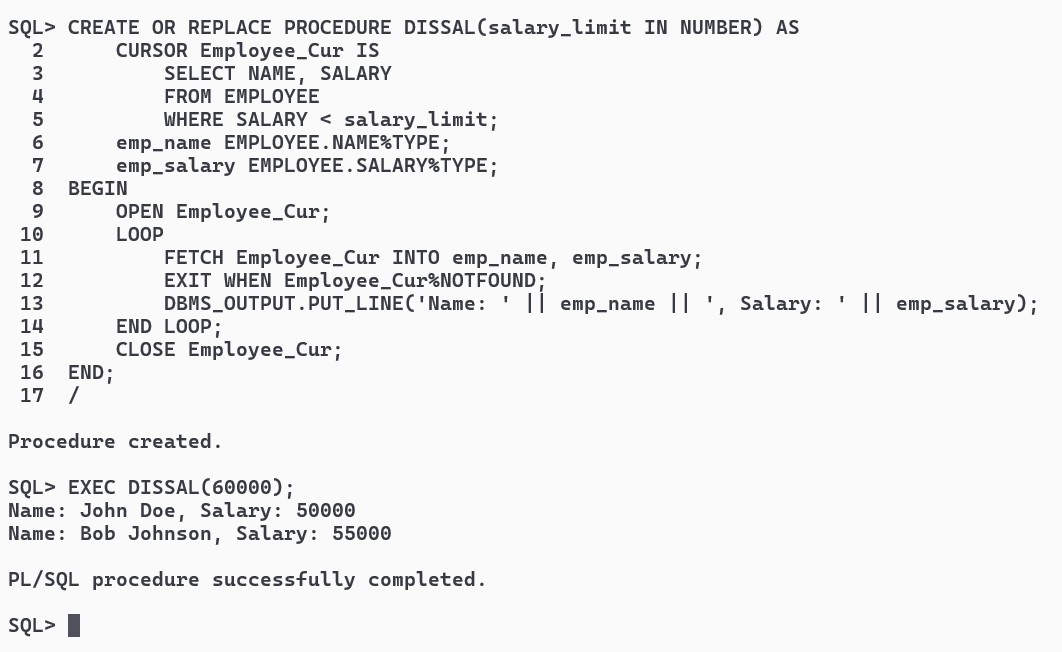 SQL> CREATE OR REPLACE PROCEDURE DISSAL(salary_limit IN NUMBER) AS
  2      CURSOR Employee_Cur IS
  3          SELECT NAME, SALARY
  4          FROM EMPLOYEE
  5          WHERE SALARY < salary_limit;
  6      emp_name EMPLOYEE.NAME%TYPE;
  7      emp_salary EMPLOYEE.SALARY%TYPE;
  8  BEGIN
  9      OPEN Employee_Cur;
 10      LOOP
 11          FETCH Employee_Cur INTO emp_name, emp_salary;
 12          EXIT WHEN Employee_Cur%NOTFOUND;
 13          DBMS_OUTPUT.PUT_LINE('Name: ' || emp_name || ', Salary: ' || emp_salary);
 14      END LOOP;
 15      CLOSE Employee_Cur;
 16  END;
 17  /

Procedure created.

SQL> EXEC DISSAL(60000);
Name: John Doe, Salary: 50000
Name: Bob Johnson, Salary: 55000

PL/SQL procedure successfully completed.

SQL>